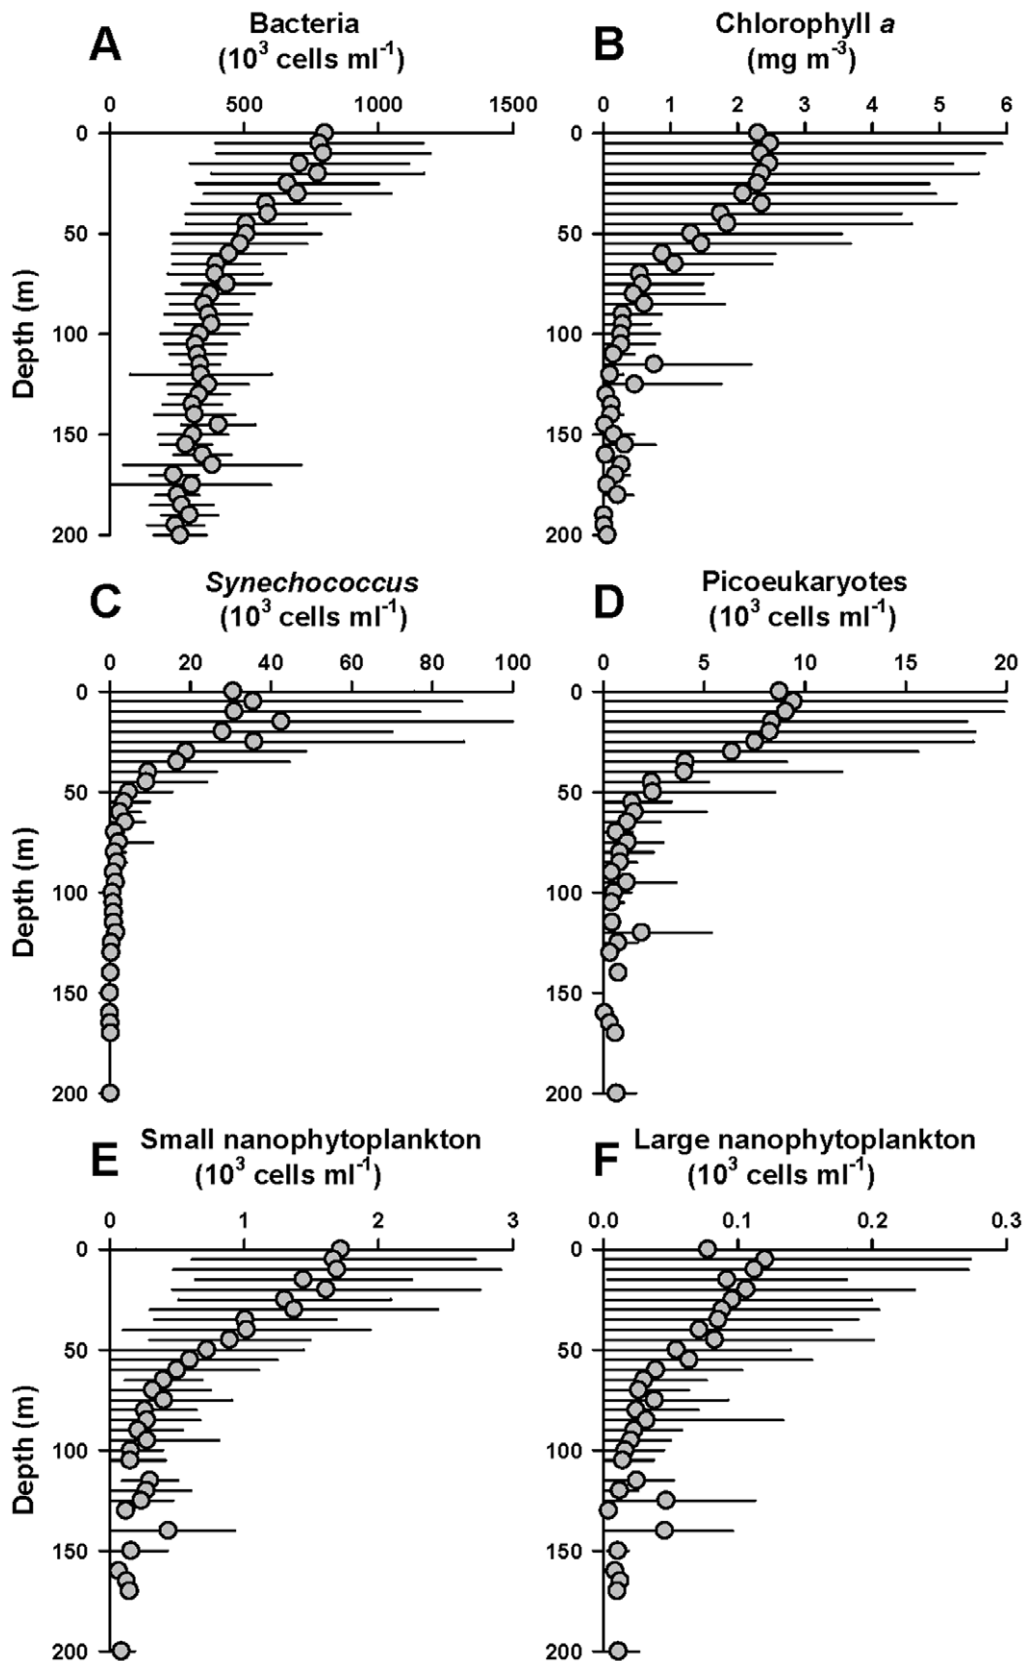 A Bacteria
(10³ cells ml⁻¹)
0 500 1000 1500
Depth (m)
0
50
100
150
200
B Chlorophyll a
(mg m⁻³)
0 1 2 3 4 5 6
0
50
100
150
200
C Synechococcus
(10³ cells ml⁻¹)
0 20 40 60 80 100
Depth (m)
0
50
100
150
200
D Picoeukaryotes
(10³ cells ml⁻¹)
0 5 10 15 20
0
50
100
150
200
E Small nanophytoplankton
(10³ cells ml⁻¹)
0 1 2 3
Depth (m)
0
50
100
150
200
F Large nanophytoplankton
(10³ cells ml⁻¹)
0.0 0.1 0.2 0.3
0
50
100
150
200